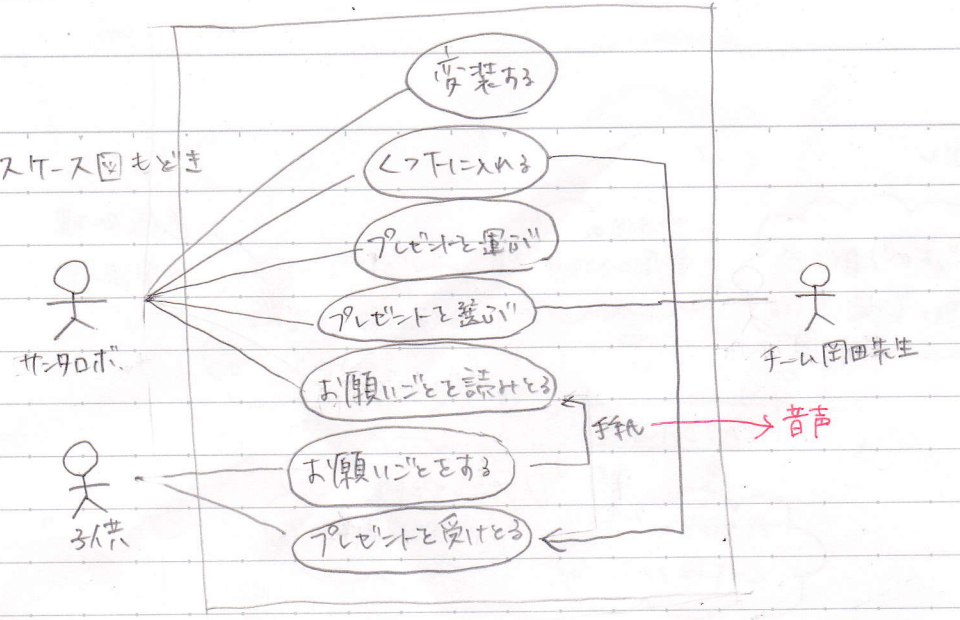 変装する
スケース図もどき
くつ下に入れる
プレゼントを運ぶ
プレゼントを選ぶ
サンタロボ
チーム岡田先生
お願いごとを読みとる
手紙
音声
お願いごとをする
子供
プレゼントを受けとる